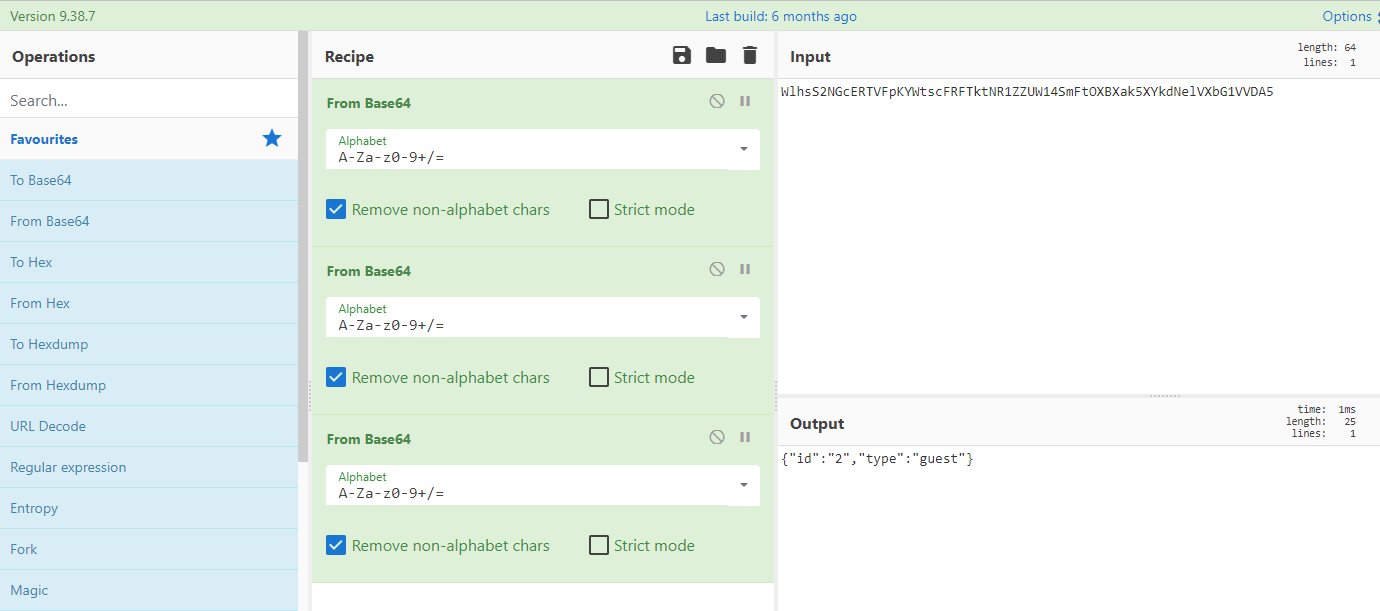 Version 9.38.7
Last build: 6 months ago
Options
Operations
Search...
Favourites
To Base64
From Base64
To Hex
From Hex
To Hexdump
From Hexdump
URL Decode
Regular expression
Entropy
Fork
Magic
Recipe
From Base64
Alphabet
A-Za-z0-9+/=
Remove non-alphabet chars
Strict mode
From Base64
Alphabet
A-Za-z0-9+/=
Remove non-alphabet chars
Strict mode
From Base64
Alphabet
A-Za-z0-9+/=
Remove non-alphabet chars
Strict mode
Input
length: 64
lines: 1
WlhsS2NGcERTVFpKYWtscFRFTktNR1ZZUW14SmFtOXBXak5XYkdNelVXbG1VVDA5
Output
time: 1ms
length: 25
lines: 1
{"id":"2","type":"guest"}